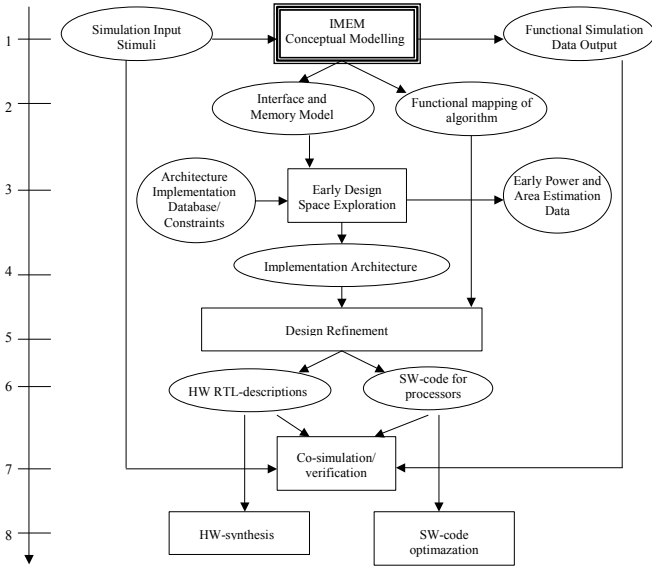 1
Simulation Input
Stimuli
IMEM
Conceptual Modelling
Functional Simulation
Data Output
2
Interface and
Memory Model
Functional mapping of
algorithm
3
Architecture
Implementation
Database/
Constraints
Early Design
Space Exploration
Early Power and
Area Estimation
Data
4
Implementation Architecture
5
Design Refinement
6
HW RTL-descriptions
SW-code for
processors
7
Co-simulation/
verification
8
HW-synthesis
SW-code
optimazation